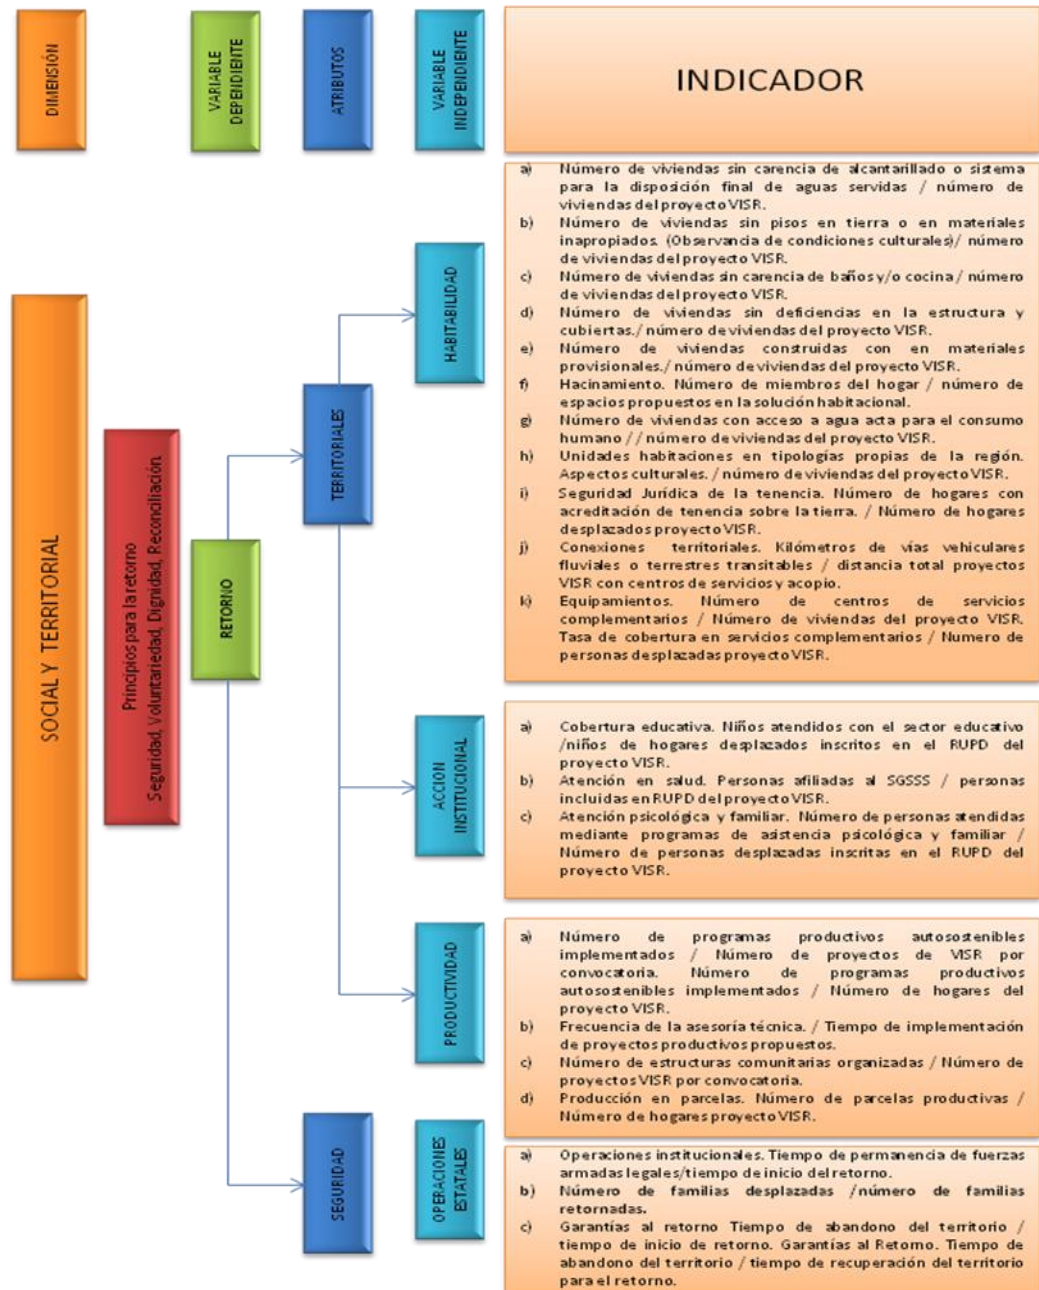 DIMENSIÓN
VARIABLE
DEPENDIENTE
ATRIBUTOS
VARIABLE
INDEPENDIENTE
INDICADOR
SOCIAL Y TERRITORIAL
Principios para la retorno
Seguridad, Voluntariedad, Dignidad, Reconciliación.
RETORNO
TERRITORIALES
HABITABILIDAD
a) Número de viviendas sin carencia de alcantarillado o sistema
para la disposición final de aguas servidas / número de
viviendas del proyecto VISR.
b) Número de viviendas sin pisos en tierra o en materiales
inapropiados. (Observancia de condiciones culturales)/ número
de viviendas del proyecto VISR.
c) Número de viviendas sin carencia de baños y/o cocina / número
de viviendas del proyecto VISR.
d) Número de viviendas sin deficiencias en la estructura y
cubiertas./ número de viviendas del proyecto VISR.
e) Número de viviendas construidas con en materiales
provisionales./ número de viviendas del proyecto VISR.
f) Hacinamiento. Número de miembros del hogar / número de
espacios propuestos en la solución habitacional.
g) Número de viviendas con acceso a agua acta para el consumo
humano // número de viviendas del proyecto VISR.
h) Unidades habitaciones en tipologías propias de la región.
Aspectos culturales. / número de viviendas del proyecto VISR.
i) Seguridad Jurídica de la tenencia. Número de hogares con
acreditación de tenencia sobre la tierra. / Número de hogares
desplazados proyecto VISR.
j) Conexiones territoriales. Kilómetros de vías vehiculares
fluviales o terrestres transitables / distancia total proyectos
VISR con centros de servicios y acopio.
k) Equipamientos. Número de centros de servicios
complementarios / Número de viviendas del proyecto VISR.
Tasa de cobertura en servicios complementarios / Numero de
personas desplazadas proyecto VISR.
ACCION
INSTITUCIONAL
a) Cobertura educativa. Niños atendidos con el sector educativo
/niños de hogares desplazados inscritos en el RUPD del
proyecto VISR.
b) Atención en salud. Personas afiliadas al SGSSS / personas
incluidas en RUPD del proyecto VISR.
c) Atención psicológica y familiar. Número de personas atendidas
mediante programas de asistencia psicológica y familiar /
Número de personas desplazadas inscritas en el RUPD del
proyecto VISR.
PRODUCTIVIDAD
a) Número de programas productivos autosostenibles
implementados / Número de proyectos de VISR por
convocatoria. Número de programas productivos
autosostenibles implementados / Número de hogares del
proyecto VISR.
b) Frecuencia de la asesoría técnica. / Tiempo de implementación
de proyectos productivos propuestos.
c) Número de estructuras comunitarias organizadas / Número de
proyectos VISR por convocatoria.
d) Producción en parcelas. Número de parcelas productivas /
Número de hogares proyecto VISR.
SEGURIDAD
OPERACIONES
ESTATALES
a) Operaciones institucionales. Tiempo de permanencia de fuerzas
armadas legales/tiempo de inicio del retorno.
b) Número de familias desplazadas /número de familias
retornadas.
c) Garantías al retorno Tiempo de abandono del territorio /
tiempo de inicio de retorno. Garantías al Retorno. Tiempo de
abandono del territorio / tiempo de recuperación del territorio
para el retorno.